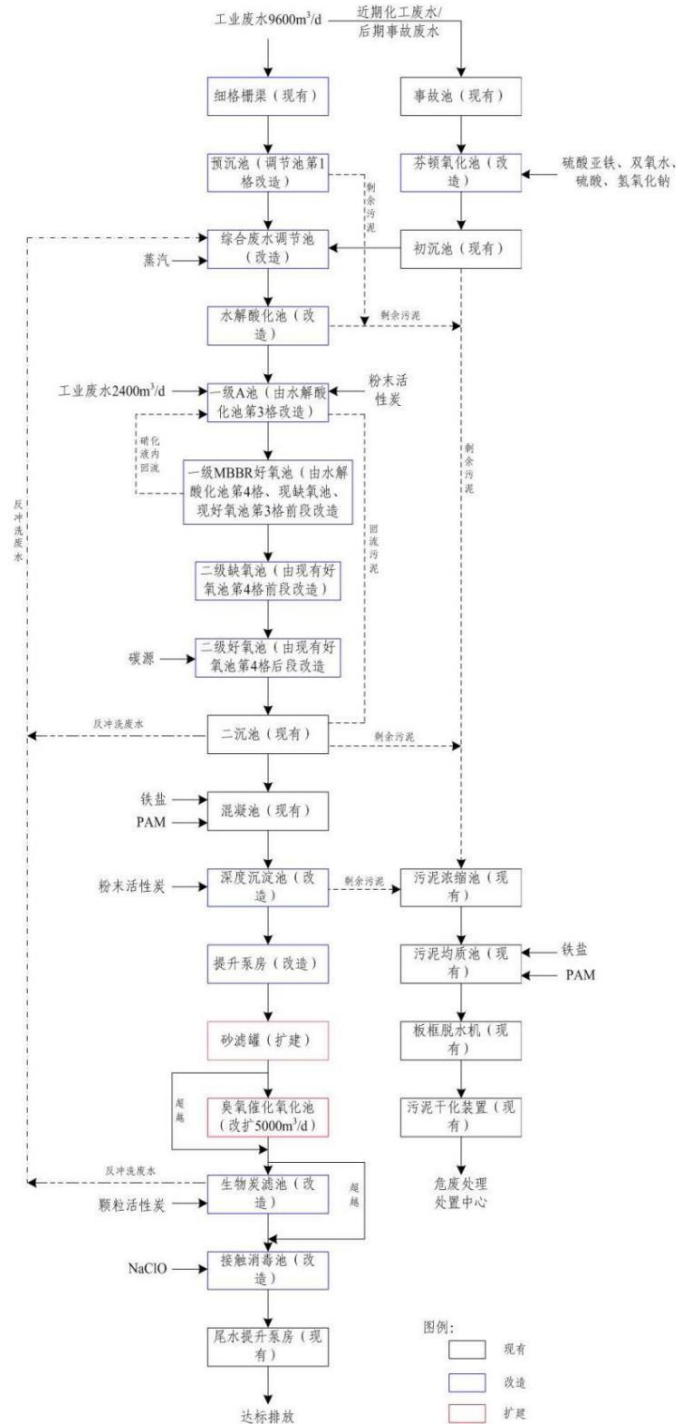 工业废水9600m³/d
近期化工废水/
后期事故废水
细格栅渠（现有）
事故池（现有）
预沉池（调节池第1
格改造）
芬顿氧化池（改
造）
硫酸亚铁、双氧水、
硫酸、氢氧化钠
剩余污泥
综合废水调节池
（改造）
初沉池（现有）
蒸汽
水解酸化池（改
造）
剩余污泥
工业废水2400m³/d
一级A池（由水解酸
化池第3格改造）
粉末活
性炭
硝化
液内
回流
一级MBBR好氧池（由水解
酸化池第4格、现缺氧池、
现好氧池第3格前段改造
剩余污泥
反冲洗废水
回流污泥
二级缺氧池（由现有好
氧池第4格前段改造）
碳源
二级好氧池（由现有好
氧池第4格后段改造
反冲洗废水
二沉池（现有）
剩余污泥
铁盐
PAM
混凝池（现有）
粉末活性炭
深度沉淀池（改
造）
剩余污泥
污泥浓缩池（现
有）
提升泵房（改造）
污泥均质池（现
有）
铁盐
PAM
砂滤罐（扩建）
板框脱水机（现
有）
超越
臭氧催化氧化池
（改扩5000m³/d）
污泥干化装置（现
有）
反冲洗废水
生物炭滤池（改
造）
颗粒活性炭
超越
危废处理
处置中心
NaClO
接触消毒池（改
造）
尾水提升泵房（现
有）
达标排放
图例：
现有
改造
扩建